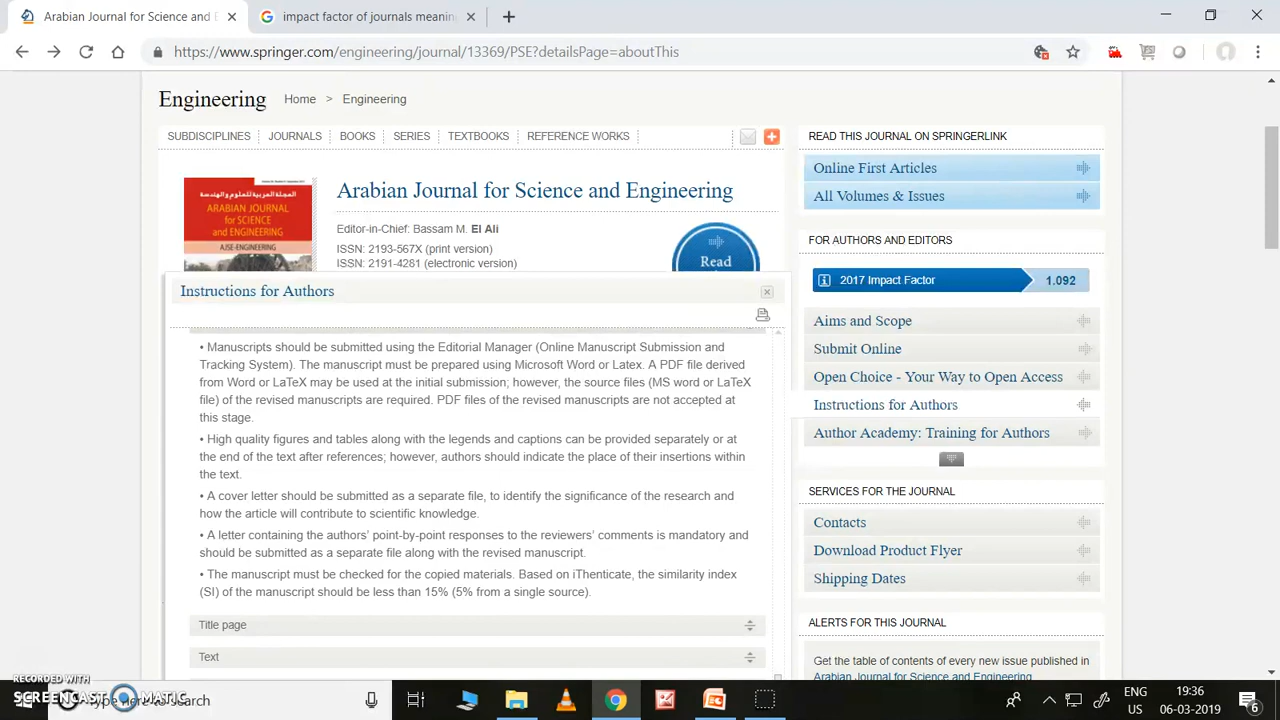 Arabian Journal for Science and E
impact factor of journals meanin
https://www.springer.com/engineering/journal/13369/PSE?detailsPage=aboutThis
Engineering
Home > Engineering
SUBDISCIPLINES
JOURNALS
BOOKS
SERIES
TEXTBOOKS
REFERENCE WORKS
المجلة العربية للعلوم والهندسة
ARABIAN JOURNAL
for SCIENCE
and ENGINEERING
AJSE-ENGINEERING
Arabian Journal for Science and Engineering
Editor-in-Chief: Bassam M. El Ali
ISSN: 2193-567X (print version)
ISSN: 2191-4281 (electronic version)
Read
Instructions for Authors
• Manuscripts should be submitted using the Editorial Manager (Online Manuscript Submission and
Tracking System). The manuscript must be prepared using Microsoft Word or Latex. A PDF file derived
from Word or LaTeX may be used at the initial submission; however, the source files (MS word or LaTeX
file) of the revised manuscripts are required. PDF files of the revised manuscripts are not accepted at
this stage.
• High quality figures and tables along with the legends and captions can be provided separately or at
the end of the text after references; however, authors should indicate the place of their insertions within
the text.
• A cover letter should be submitted as a separate file, to identify the significance of the research and
how the article will contribute to scientific knowledge.
• A letter containing the authors' point-by-point responses to the reviewers' comments is mandatory and
should be submitted as a separate file along with the revised manuscript.
• The manuscript must be checked for the copied materials. Based on iThenticate, the similarity index
(SI) of the manuscript should be less than 15% (5% from a single source).
Title page
Text
READ THIS JOURNAL ON SPRINGERLINK
Online First Articles
All Volumes & Issues
FOR AUTHORS AND EDITORS
2017 Impact Factor
1.092
Aims and Scope
Submit Online
Open Choice - Your Way to Open Access
Instructions for Authors
Author Academy: Training for Authors
SERVICES FOR THE JOURNAL
Contacts
Download Product Flyer
Shipping Dates
ALERTS FOR THIS JOURNAL
Get the table of contents of every new issue published in
Arabian Journal for Science and Engineering
RECORDED WITH
SCREENCAST MATIC
Type here to search
ENG
US
19:36
06-03-2019
6